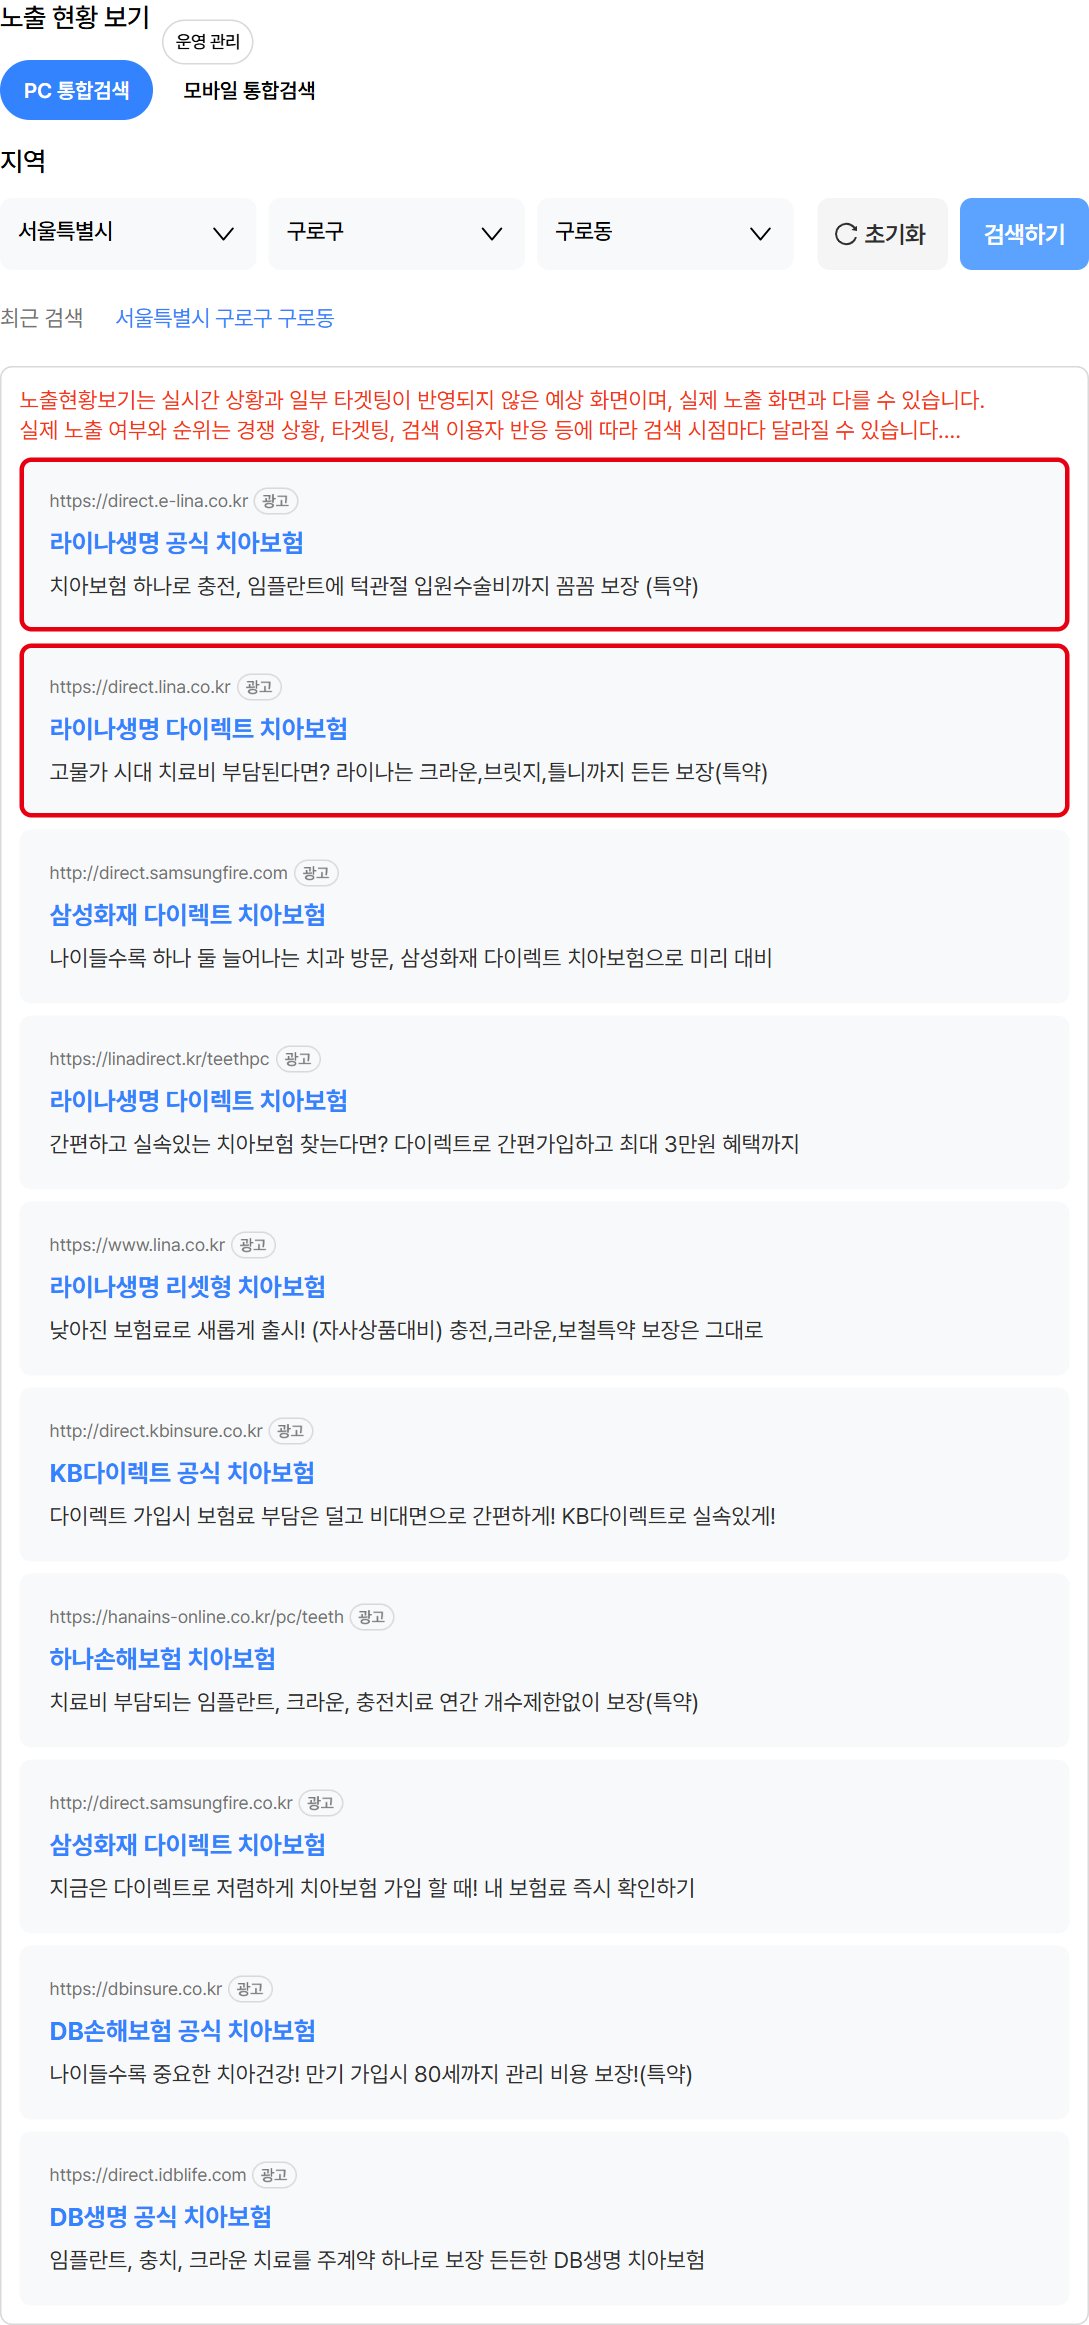 노출 현황 보기
운영 관리
PC 통합검색
모바일 통합검색
지역
서울특별시
구로구
구로동
초기화
검색하기
최근 검색
서울특별시 구로구 구로동
노출현황보기는 실시간 상황과 일부 타겟팅이 반영되지 않은 예상 화면이며, 실제 노출 화면과 다를 수 있습니다.
실제 노출 여부와 순위는 경쟁 상황, 타겟팅, 검색 이용자 반응 등에 따라 검색 시점마다 달라질 수 있습니다....
https://direct.e-lina.co.kr 광고
라이나생명 공식 치아보험
치아보험 하나로 충전, 임플란트에 턱관절 입원수술비까지 꼼꼼 보장 (특약)
https://direct.lina.co.kr 광고
라이나생명 다이렉트 치아보험
고물가 시대 치료비 부담된다면? 라이나는 크라운,브릿지,틀니까지 든든 보장(특약)
http://direct.samsungfire.com 광고
삼성화재 다이렉트 치아보험
나이들수록 하나 둘 늘어나는 치과 방문, 삼성화재 다이렉트 치아보험으로 미리 대비
https://linadirect.kr/teethpc 광고
라이나생명 다이렉트 치아보험
간편하고 실속있는 치아보험 찾는다면? 다이렉트로 간편가입하고 최대 3만원 혜택까지
https://www.lina.co.kr 광고
라이나생명 리셋형 치아보험
낮아진 보험료로 새롭게 출시! (자사상품대비) 충전,크라운,보철특약 보장은 그대로
http://direct.kbinsure.co.kr 광고
KB다이렉트 공식 치아보험
다이렉트 가입시 보험료 부담은 덜고 비대면으로 간편하게! KB다이렉트로 실속있게!
https://hanains-online.co.kr/pc/teeth 광고
하나손해보험 치아보험
치료비 부담되는 임플란트, 크라운, 충전치료 연간 개수제한없이 보장(특약)
http://direct.samsungfire.co.kr 광고
삼성화재 다이렉트 치아보험
지금은 다이렉트로 저렴하게 치아보험 가입 할 때! 내 보험료 즉시 확인하기
https://dbinsure.co.kr 광고
DB손해보험 공식 치아보험
나이들수록 중요한 치아건강! 만기 가입시 80세까지 관리 비용 보장!(특약)
https://direct.idblife.com 광고
DB생명 공식 치아보험
임플란트, 충치, 크라운 치료를 주계약 하나로 보장 든든한 DB생명 치아보험